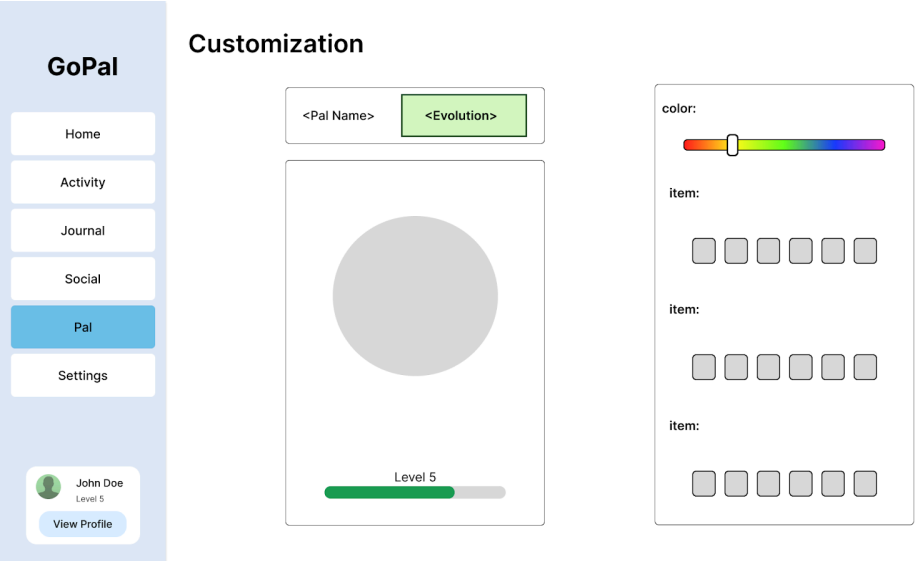 GoPal
Home
Activity
Journal
Social
Pal
Settings
John Doe
Level 5
View Profile
Customization
<Pal Name>
<Evolution>
Level 5
color:
item:
item:
item: